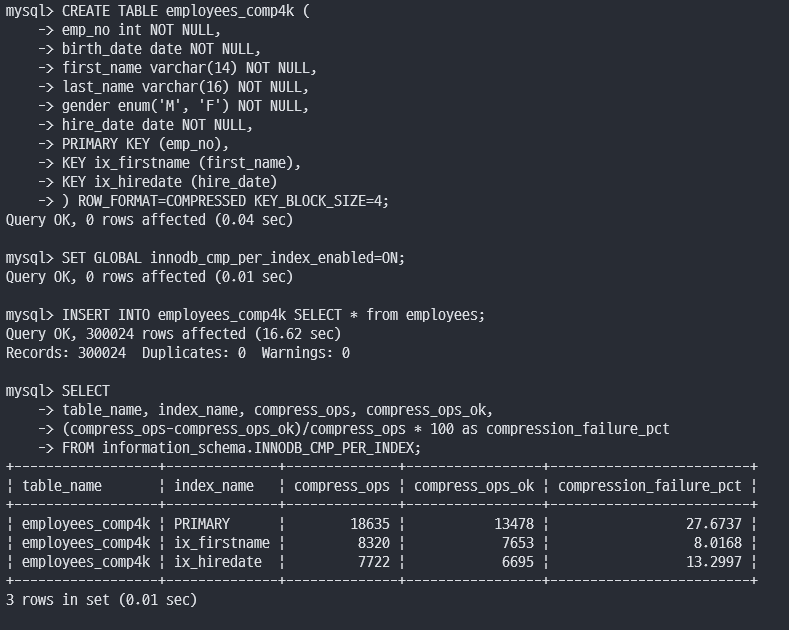 mysql> CREATE TABLE employees_comp4k (
    -> emp_no int NOT NULL,
    -> birth_date date NOT NULL,
    -> first_name varchar(14) NOT NULL,
    -> last_name varchar(16) NOT NULL,
    -> gender enum('M', 'F') NOT NULL,
    -> hire_date date NOT NULL,
    -> PRIMARY KEY (emp_no),
    -> KEY ix_firstname (first_name),
    -> KEY ix_hiredate (hire_date)
    -> ) ROW_FORMAT=COMPRESSED KEY_BLOCK_SIZE=4;
Query OK, 0 rows affected (0.04 sec)

mysql> SET GLOBAL innodb_cmp_per_index_enabled=ON;
Query OK, 0 rows affected (0.01 sec)

mysql> INSERT INTO employees_comp4k SELECT * from employees;
Query OK, 300024 rows affected (16.62 sec)
Records: 300024  Duplicates: 0  Warnings: 0

mysql> SELECT
    -> table_name, index_name, compress_ops, compress_ops_ok,
    -> (compress_ops-compress_ops_ok)/compress_ops * 100 as compression_failure_pct
    -> FROM information_schema.INNODB_CMP_PER_INDEX;
+------------------+--------------+--------------+-----------------+-------------------------+
| table_name       | index_name   | compress_ops | compress_ops_ok | compression_failure_pct |
+------------------+--------------+--------------+-----------------+-------------------------+
| employees_comp4k | PRIMARY      |        18635 |           13478 |                 27.6737 |
| employees_comp4k | ix_firstname |         8320 |            7653 |                  8.0168 |
| employees_comp4k | ix_hiredate  |         7722 |            6695 |                 13.2997 |
+------------------+--------------+--------------+-----------------+-------------------------+
3 rows in set (0.01 sec)